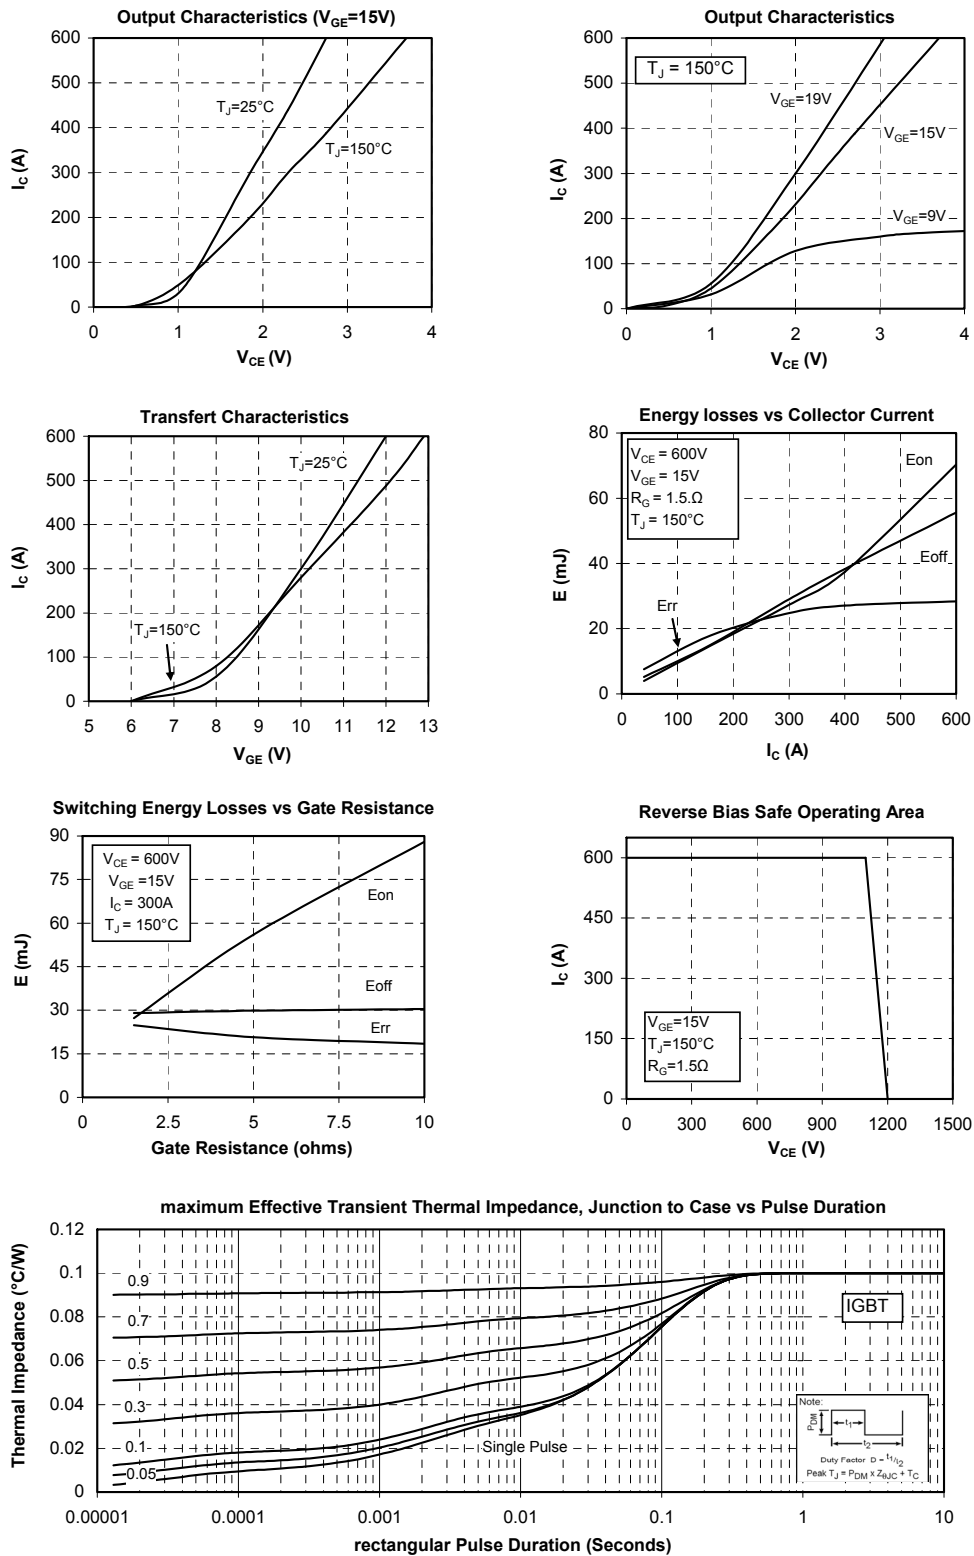 Output Characteristics (VGE=15V)
600
500
400
300
200
100
0
0 1 2 3 4
IC (A)
VCE (V)
TJ=25°C
TJ=150°C
Output Characteristics
600
500
400
300
200
100
0
0 1 2 3 4
IC (A)
VCE (V)
TJ = 150°C
VGE=19V
VGE=15V
VGE=9V
Transfert Characteristics
600
500
400
300
200
100
0
5 6 7 8 9 10 11 12 13
IC (A)
VGE (V)
TJ=25°C
TJ=150°C
Energy losses vs Collector Current
80
60
40
20
0
0 100 200 300 400 500 600
E (mJ)
IC (A)
VCE = 600V
VGE = 15V
RG = 1.5.Ω
TJ = 150°C
Eon
Eoff
Err
Switching Energy Losses vs Gate Resistance
90
75
60
45
30
15
0
0 2.5 5 7.5 10
E (mJ)
Gate Resistance (ohms)
VCE = 600V
VGE =15V
IC = 300A
TJ = 150°C
Eon
Eoff
Err
Reverse Bias Safe Operating Area
600
450
300
150
0
0 300 600 900 1200 1500
IC (A)
VCE (V)
VGE=15V
TJ=150°C
RG=1.5Ω
maximum Effective Transient Thermal Impedance, Junction to Case vs Pulse Duration
0.12
0.1
0.08
0.06
0.04
0.02
0
0.00001 0.0001 0.001 0.01 0.1 1 10
Thermal Impedance (°C/W)
rectangular Pulse Duration (Seconds)
0.9
0.7
0.5
0.3
0.1
0.05
Single Pulse
IGBT
Note:
PDM
t1
t2
Duty Factor D = t1/t2
Peak TJ = PDM x ZθJC + TC